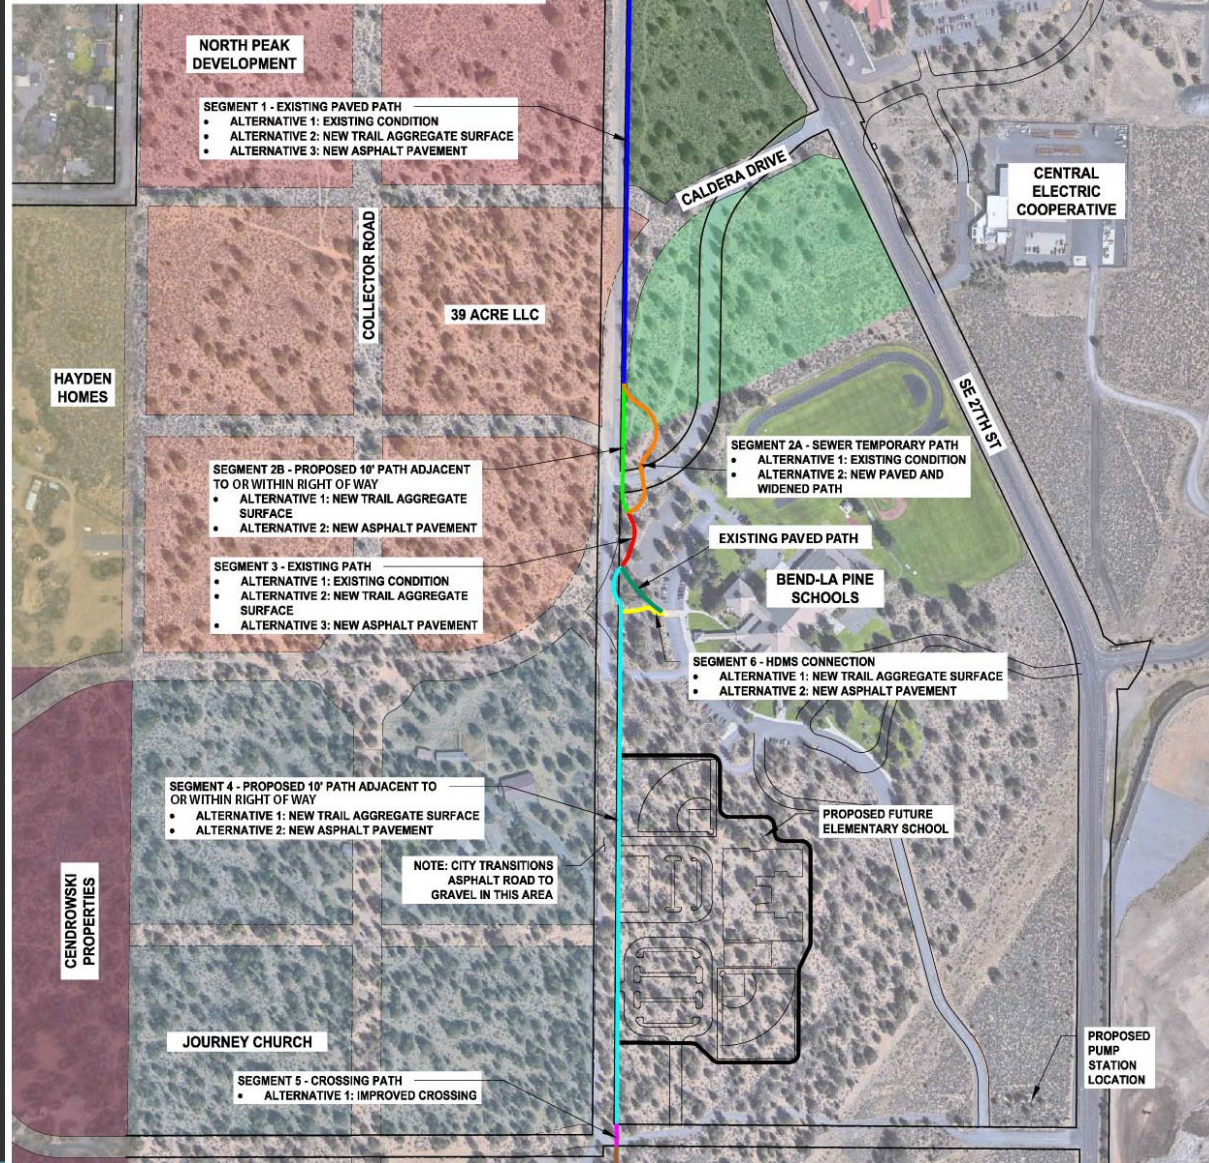 NORTH PEAK
DEVELOPMENT
SEGMENT 1 - EXISTING PAVED PATH
• ALTERNATIVE 1: EXISTING CONDITION
• ALTERNATIVE 2: NEW TRAIL AGGREGATE SURFACE
• ALTERNATIVE 3: NEW ASPHALT PAVEMENT
CALDERA DRIVE
CENTRAL
ELECTRIC
COOPERATIVE
COLLECTOR ROAD
39 ACRE LLC
HAYDEN
HOMES
SE 27TH ST
SEGMENT 2A - SEWER TEMPORARY PATH
• ALTERNATIVE 1: EXISTING CONDITION
• ALTERNATIVE 2: NEW PAVED AND
WIDENED PATH
SEGMENT 2B - PROPOSED 10' PATH ADJACENT
TO OR WITHIN RIGHT OF WAY
• ALTERNATIVE 1: NEW TRAIL AGGREGATE
SURFACE
• ALTERNATIVE 2: NEW ASPHALT PAVEMENT
EXISTING PAVED PATH
SEGMENT 3 - EXISTING PATH
• ALTERNATIVE 1: EXISTING CONDITION
• ALTERNATIVE 2: NEW TRAIL AGGREGATE
SURFACE
• ALTERNATIVE 3: NEW ASPHALT PAVEMENT
BEND-LA PINE
SCHOOLS
SEGMENT 6 - HDMS CONNECTION
• ALTERNATIVE 1: NEW TRAIL AGGREGATE SURFACE
• ALTERNATIVE 2: NEW ASPHALT PAVEMENT
SEGMENT 4 - PROPOSED 10' PATH ADJACENT TO
OR WITHIN RIGHT OF WAY
• ALTERNATIVE 1: NEW TRAIL AGGREGATE SURFACE
• ALTERNATIVE 2: NEW ASPHALT PAVEMENT
PROPOSED FUTURE
ELEMENTARY SCHOOL
NOTE: CITY TRANSITIONS
ASPHALT ROAD TO
GRAVEL IN THIS AREA
CENDROWSKI
PROPERTIES
JOURNEY CHURCH
PROPOSED
PUMP
STATION
LOCATION
SEGMENT 5 - CROSSING PATH
• ALTERNATIVE 1: IMPROVED CROSSING